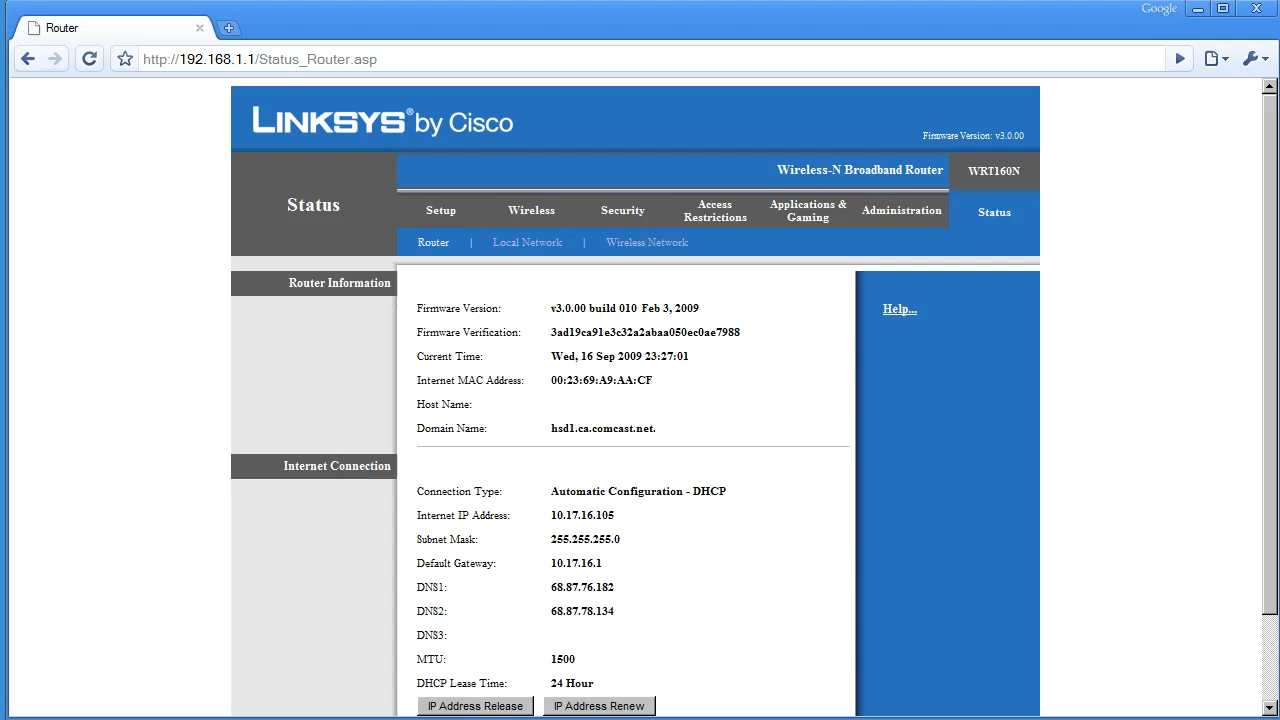 Google
Router
http://192.168.1.1/Status_Router.asp
LINKSYS® by Cisco
Firmware Version: v3.0.00
Wireless-N Broadband Router
WRT160N
Status
Setup
Wireless
Security
Access Restrictions
Applications & Gaming
Administration
Status
Router | Local Network | Wireless Network
Router Information
Firmware Version: v3.0.00 build 010 Feb 3, 2009
Help...
Firmware Verification: 3ad19ca91e3c32a2abaa050ec0ae7988
Current Time: Wed, 16 Sep 2009 23:27:01
Internet MAC Address: 00:23:69:A9:AA:CF
Host Name:
Domain Name: hsd1.ca.comcast.net.
Internet Connection
Connection Type: Automatic Configuration - DHCP
Internet IP Address: 10.17.16.105
Subnet Mask: 255.255.255.0
Default Gateway: 10.17.16.1
DNS1: 68.87.76.182
DNS2: 68.87.78.134
DNS3:
MTU: 1500
DHCP Lease Time: 24 Hour
IP Address Release
IP Address Renew